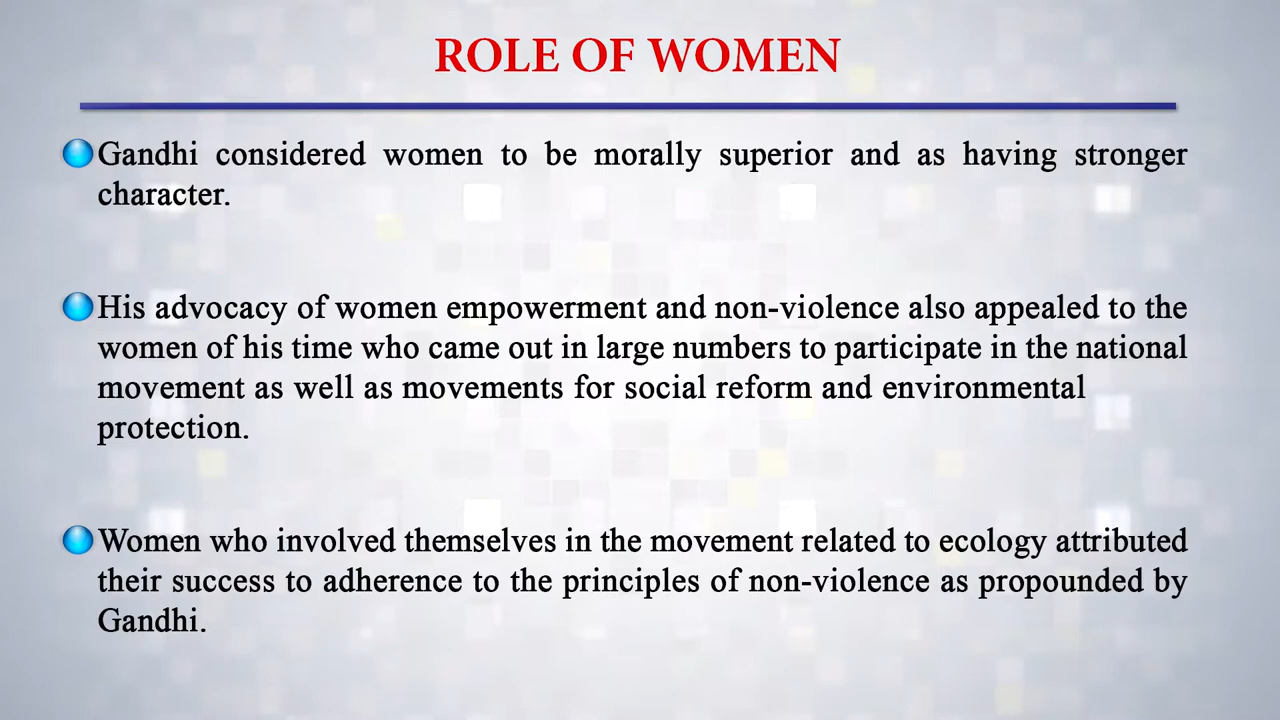 ROLE OF WOMEN
Gandhi considered women to be morally superior and as having stronger
character.
His advocacy of women empowerment and non-violence also appealed to the
women of his time who came out in large numbers to participate in the national
movement as well as movements for social reform and environmental
protection.
Women who involved themselves in the movement related to ecology attributed
their success to adherence to the principles of non-violence as propounded by
Gandhi.